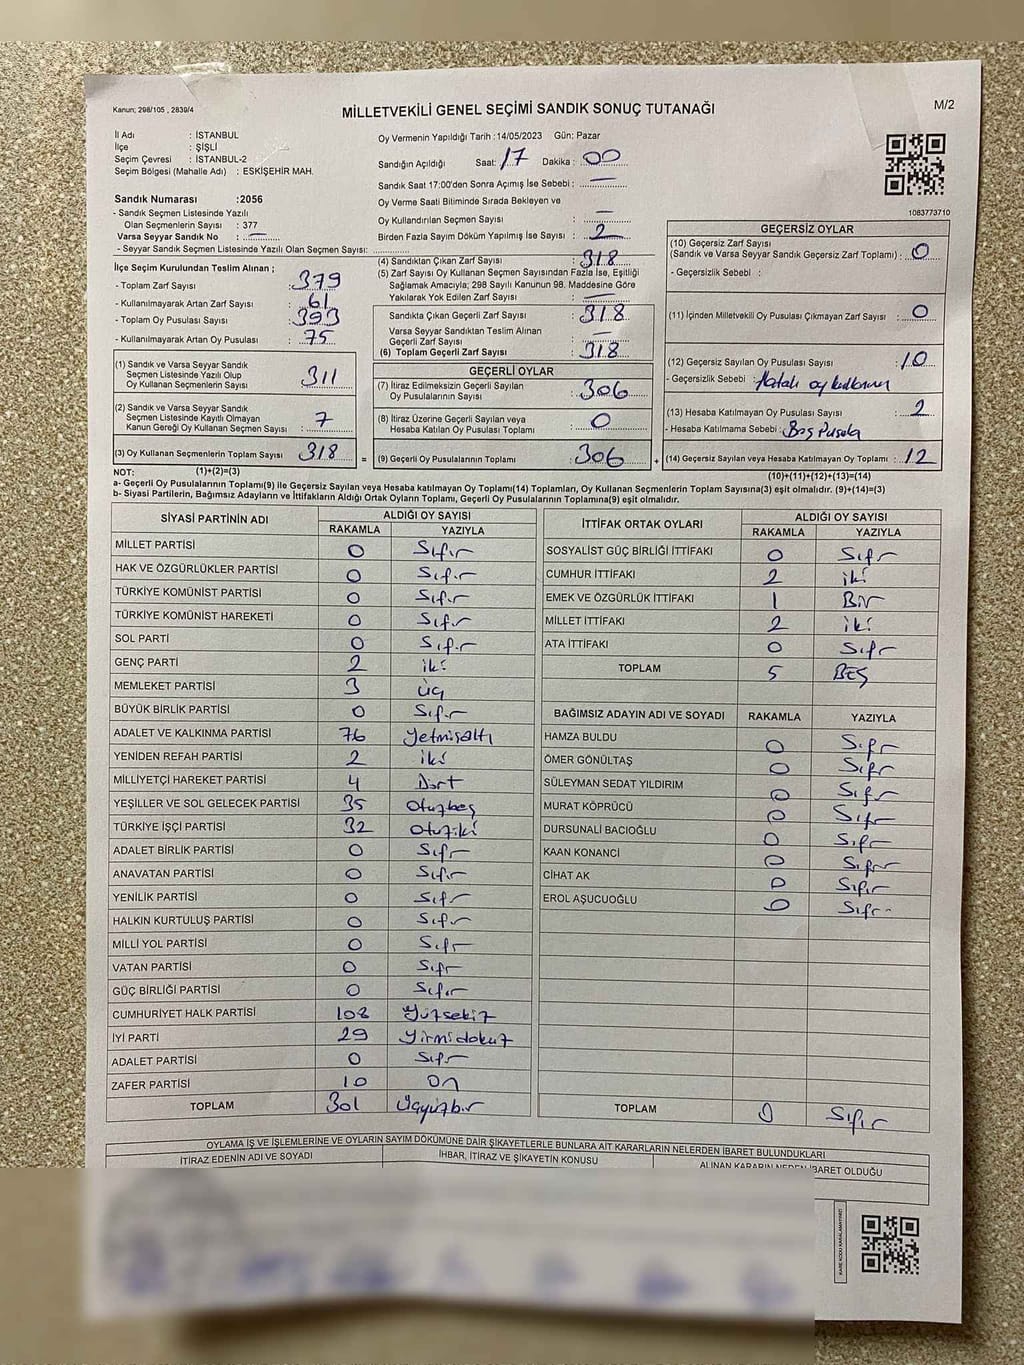 Kanun; 298/105 , 2839/4
MİLLETVEKİLİ GENEL SEÇİMİ SANDIK SONUÇ TUTANAĞI
M/2
İl Adı : İSTANBUL
İlçe : ŞİŞLİ
Seçim Çevresi : İSTANBUL-2
Seçim Bölgesi (Mahalle Adı) : ESKİŞEHİR MAH.
Oy Vermenin Yapıldığı Tarih :14/05/2023 Gün: Pazar
Sandığın Açıldığı Saat: 17 Dakika : 00
Sandık Saat 17:00'den Sonra Açılmış İse Sebebi : —
Oy Verme Saati Bitiminde Sırada Bekleyen ve
Oy Kullandırılan Seçmen Sayısı : —
Birden Fazla Sayım Döküm Yapılmış İse Sayısı : 2
1083773710
Sandık Numarası :2056
- Sandık Seçmen Listesinde Yazılı
Olan Seçmenlerin Sayısı : 377
Varsa Seyyar Sandık No : —
- Seyyar Sandık Seçmen Listesinde Yazılı Olan Seçmen Sayısı:
İlçe Seçim Kurulundan Teslim Alınan ;
- Toplam Zarf Sayısı : 379
- Kullanılmayarak Artan Zarf Sayısı : 61
- Toplam Oy Pusulası Sayısı : 393
- Kullanılmayarak Artan Oy Pusulası : 75
(1) Sandık ve Varsa Seyyar Sandık
Seçmen Listesinde Yazılı Olup
Oy Kullanan Seçmenlerin Sayısı : 311
(2) Sandık ve Varsa Seyyar Sandık
Seçmen Listesinde Kayıtlı Olmayan
Kanun Gereği Oy Kullanan Seçmen Sayısı : 7
(3) Oy Kullanan Seçmenlerin Toplam Sayısı : 318
(4) Sandıktan Çıkan Zarf Sayısı : 318
(5) Zarf Sayısı Oy Kullanan Seçmen Sayısından Fazla İse, Eşitliği
Sağlamak Amacıyla; 298 Sayılı Kanunun 98. Maddesine Göre
Yakılarak Yok Edilen Zarf Sayısı : —
Sandıkta Çıkan Geçerli Zarf Sayısı : 318
Varsa Seyyar Sandıktan Teslim Alınan
Geçerli Zarf Sayısı : —
(6) Toplam Geçerli Zarf Sayısı : 318
GEÇERLİ OYLAR
(7) İtiraz Edilmeksizin Geçerli Sayılan
Oy Pusulalarının Sayısı : 306
(8) İtiraz Üzerine Geçerli Sayılan veya
Hesaba Katılan Oy Pusulası Toplamı : 0
= (9) Geçerli Oy Pusulalarının Toplamı : 306 +
GEÇERSİZ OYLAR
(10) Geçersiz Zarf Sayısı
(Sandık ve Varsa Seyyar Sandık Geçersiz Zarf Toplamı) : 0
- Geçersizlik Sebebi :
(11) İçinden Milletvekili Oy Pusulası Çıkmayan Zarf Sayısı : 0
(12) Geçersiz Sayılan Oy Pusulası Sayısı : 10
- Geçersizlik Sebebi : Hatalı oy kullanımı
(13) Hesaba Katılmayan Oy Pusulası Sayısı : 2
- Hesaba Katılmama Sebebi : Boş Pusula
(14) Geçersiz Sayılan veya Hesaba Katılmayan Oy Toplamı : 12
NOT: (1)+(2)=(3)
(10)+(11)+(12)+(13)=(14)
a- Geçerli Oy Pusulalarının Toplamı(9) ile Geçersiz Sayılan veya Hesaba katılmayan Oy Toplamı(14) Toplamları, Oy Kullanan Seçmenlerin Toplam Sayısına(3) eşit olmalıdır. (9)+(14)=(3)
b- Siyasi Partilerin, Bağımsız Adayların ve İttifakların Aldığı Ortak Oyların Toplamı, Geçerli Oy Pusulalarının Toplamına(9) eşit olmalıdır.
SİYASİ PARTİNİN ADI ALDIĞI OY SAYISI
RAKAMLA YAZIYLA
MİLLET PARTİSİ 0 Sıfır
HAK VE ÖZGÜRLÜKLER PARTİSİ 0 Sıfır
TÜRKİYE KOMÜNİST PARTİSİ 0 Sıfır
TÜRKİYE KOMÜNİST HAREKETİ 0 Sıfır
SOL PARTİ 0 Sıfır
GENÇ PARTİ 2 iki
MEMLEKET PARTİSİ 3 üç
BÜYÜK BİRLİK PARTİSİ 0 Sıfır
ADALET VE KALKINMA PARTİSİ 76 Yetmişaltı
YENİDEN REFAH PARTİSİ 2 iki
MİLLİYETÇİ HAREKET PARTİSİ 4 Dört
YEŞİLLER VE SOL GELECEK PARTİSİ 35 Otuzbeş
TÜRKİYE İŞÇİ PARTİSİ 32 Otuziki
ADALET BİRLİK PARTİSİ 0 Sıfır
ANAVATAN PARTİSİ 0 Sıfır
YENİLİK PARTİSİ 0 Sıfır
HALKIN KURTULUŞ PARTİSİ 0 Sıfır
MİLLİ YOL PARTİSİ 0 Sıfır
VATAN PARTİSİ 0 Sıfır
GÜÇ BİRLİĞİ PARTİSİ 0 Sıfır
CUMHURİYET HALK PARTİSİ 108 Yüzsekiz
İYİ PARTİ 29 Yirmidokuz
ADALET PARTİSİ 0 Sıfır
ZAFER PARTİSİ 10 On
TOPLAM 301 Üçyüzbir
İTTİFAK ORTAK OYLARI ALDIĞI OY SAYISI
RAKAMLA YAZIYLA
SOSYALİST GÜÇ BİRLİĞİ İTTİFAKI 0 Sıfır
CUMHUR İTTİFAKI 2 iki
EMEK VE ÖZGÜRLÜK İTTİFAKI 1 Bir
MİLLET İTTİFAKI 2 iki
ATA İTTİFAKI 0 Sıfır
TOPLAM 5 BEŞ
BAĞIMSIZ ADAYIN ADI VE SOYADI RAKAMLA YAZIYLA
HAMZA BULDU 0 Sıfır
ÖMER GÖNÜLTAŞ 0 Sıfır
SÜLEYMAN SEDAT YILDIRIM 0 Sıfır
MURAT KÖPRÜCÜ 0 Sıfır
DURSUNALİ BACIOĞLU 0 Sıfır
KAAN KONANCİ 0 Sıfır
CİHAT AK 0 Sıfır
EROL AŞUCUOĞLU 0 Sıfır
TOPLAM 0 Sıfır
OYLAMA İŞ VE İŞLEMLERİNE VE OYLARIN SAYIM DÖKÜMÜNE DAİR ŞİKAYETLERLE BUNLARA AİT KARARLARIN NELERDEN İBARET BULUNDUKLARI
İTİRAZ EDENİN ADI VE SOYADI İHBAR, İTİRAZ VE ŞİKAYETİN KONUSU ALINAN KARARIN NEDEN İBARET OLDUĞU
KARE KODU KARALAMAYINIZ!